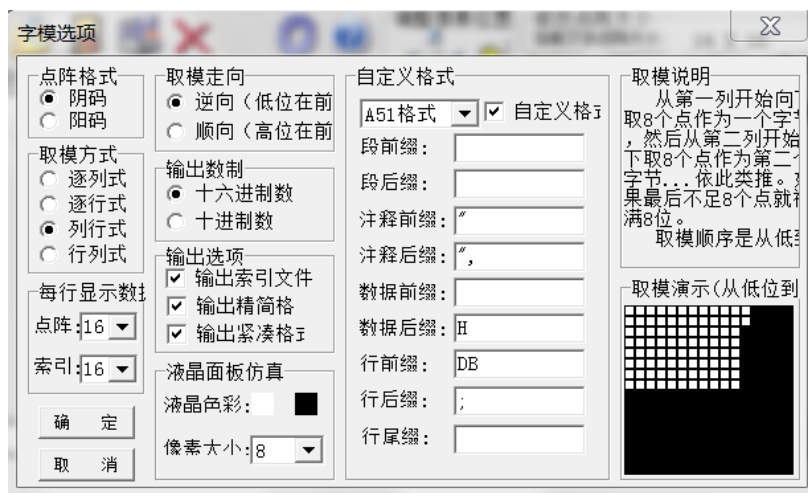 字模选项
点阵格式
阴码
阳码
取模方式
逐列式
逐行式
列行式
行列式
每行显示数据
点阵:16
索引:16
确 定
取 消
取模走向
逆向（低位在前
顺向（高位在前
输出数制
十六进制数
十进制数
输出选项
输出索引文件
输出精简格
输出紧凑格式
液晶面板仿真
液晶色彩:
像素大小:8
自定义格式
A51格式
自定义格式
段前缀:
段后缀:
注释前缀: "
注释后缀: ",
数据前缀:
数据后缀: H
行前缀: DB
行后缀: ;
行尾缀:
取模说明
从第一列开始向下
取8个点作为一个字节
，然后从第二列开始
下取8个点作为第二个
字节...依此类推。如
果最后不足8个点就补
满8位。
取模顺序是从低到
取模演示(从低位到